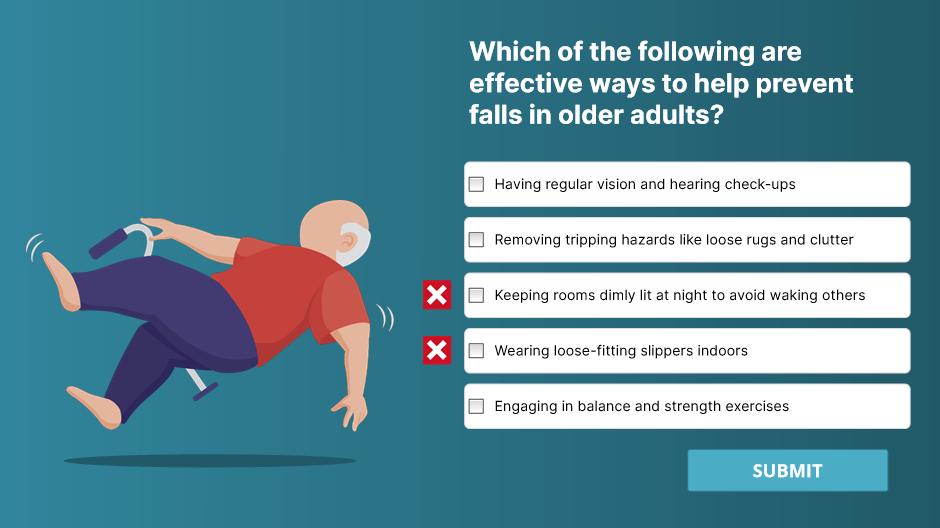 Which of the following are
effective ways to help prevent
falls in older adults?
Having regular vision and hearing check-ups
Removing tripping hazards like loose rugs and clutter
Keeping rooms dimly lit at night to avoid waking others
Wearing loose-fitting slippers indoors
Engaging in balance and strength exercises
SUBMIT